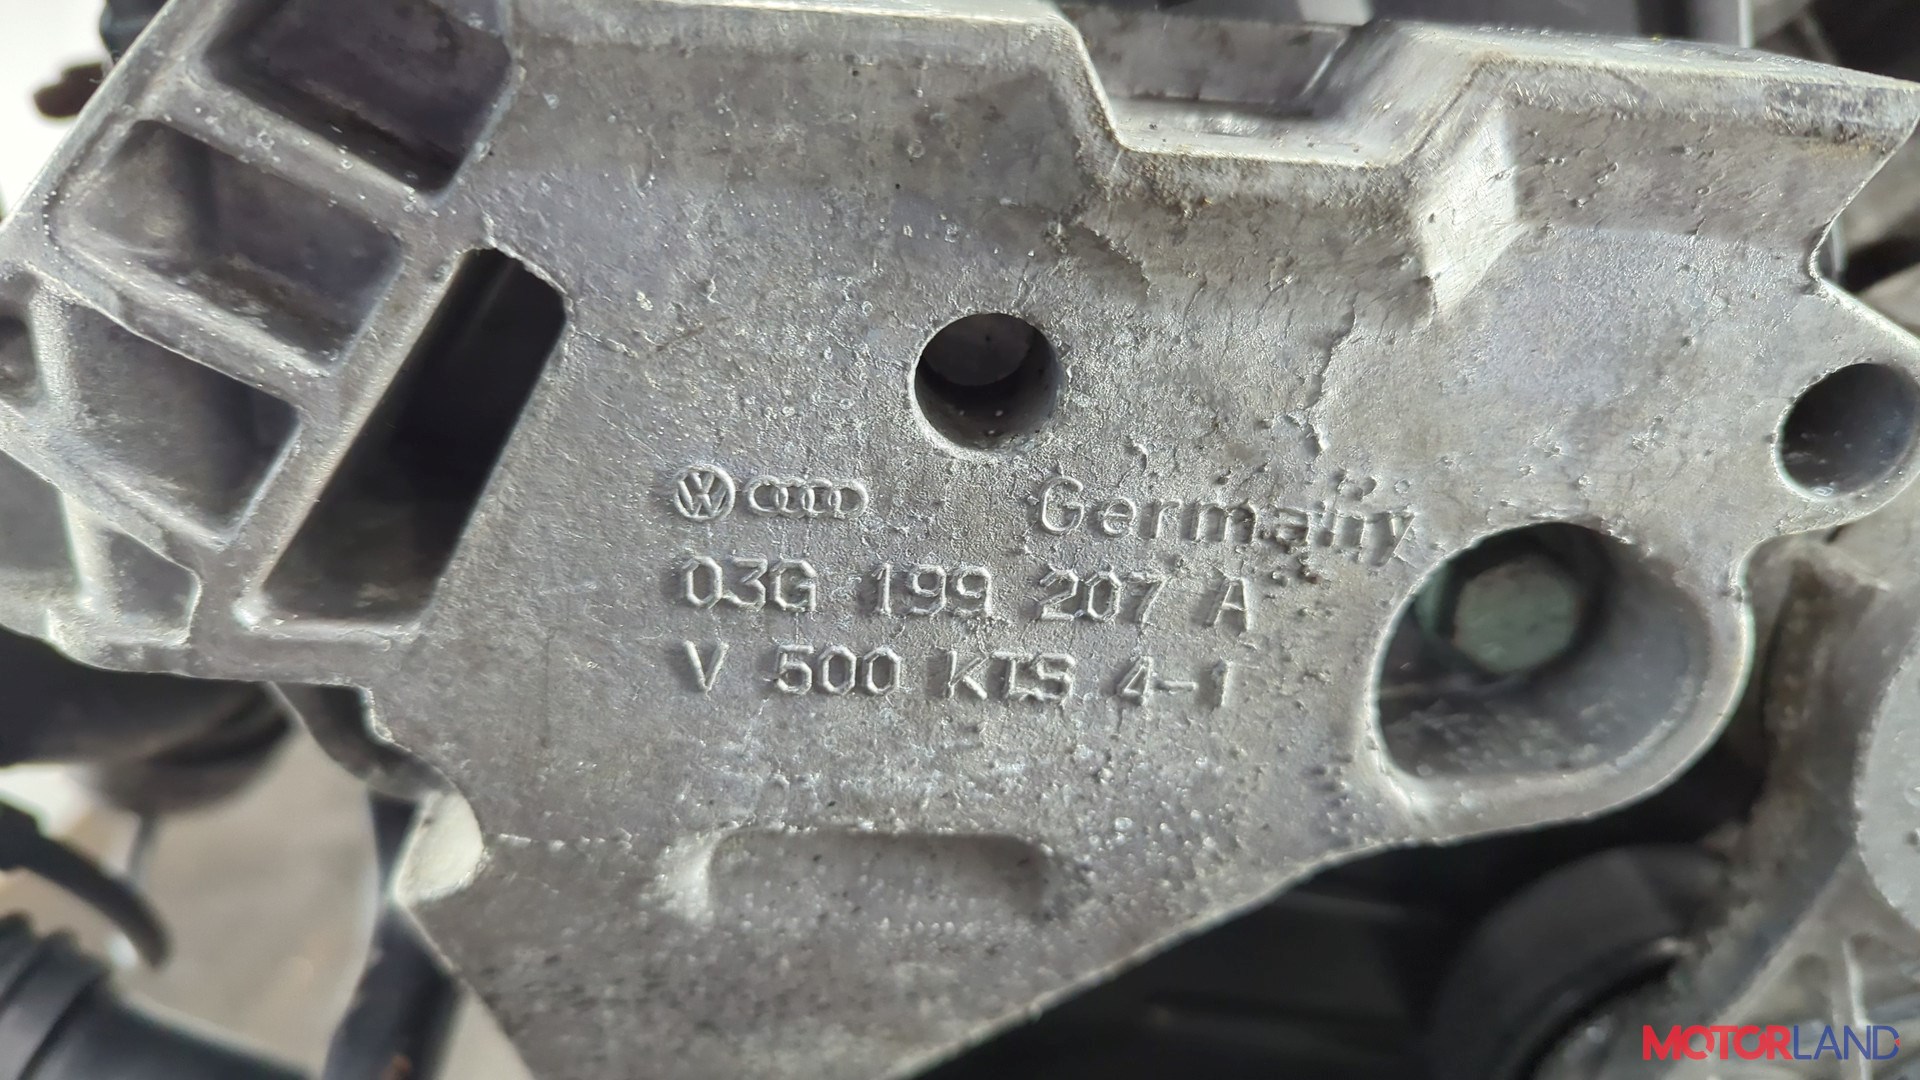 Germany
03G 199 207 A
V 500 KTS 4-1
MOTORLAND